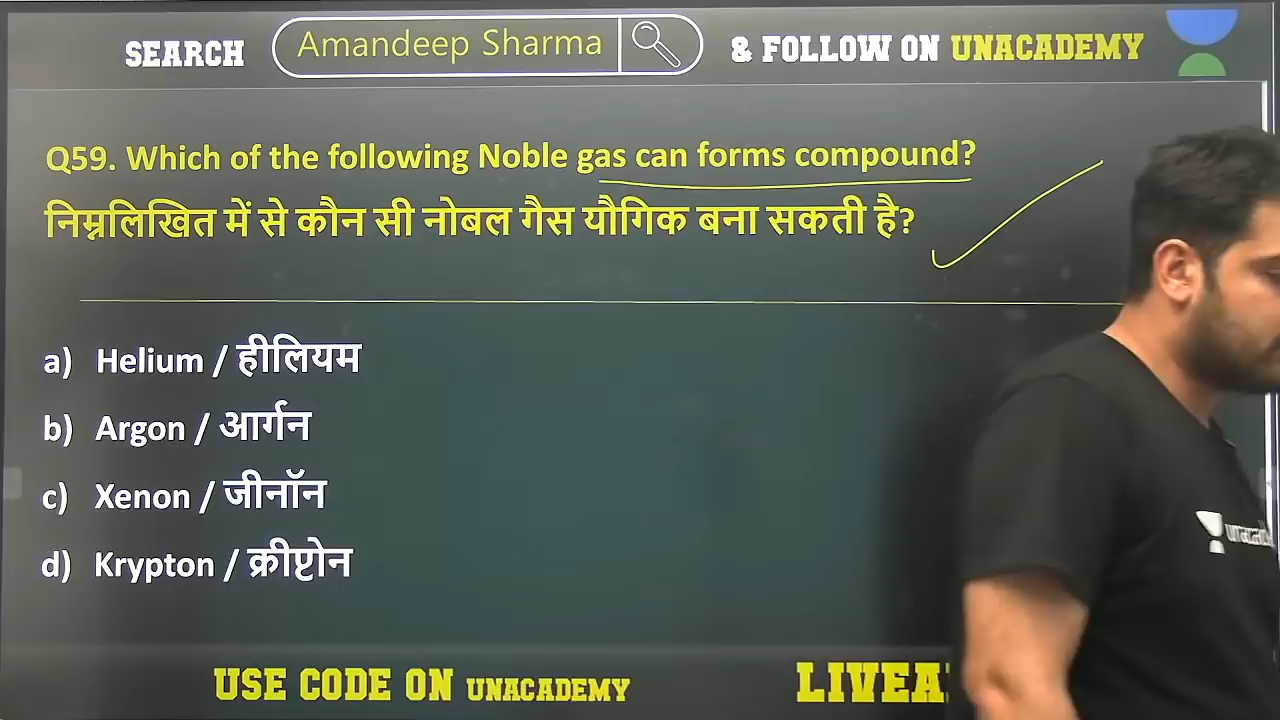 SEARCH Amandeep Sharma & FOLLOW ON UNACADEMY
Q59. Which of the following Noble gas can forms compound?
निम्नलिखित में से कौन सी नोबल गैस यौगिक बना सकती है?
a) Helium / हीलियम
b) Argon / आर्गन
c) Xenon / जीनॉन
d) Krypton / क्रीप्टोन
USE CODE ON UNACADEMY